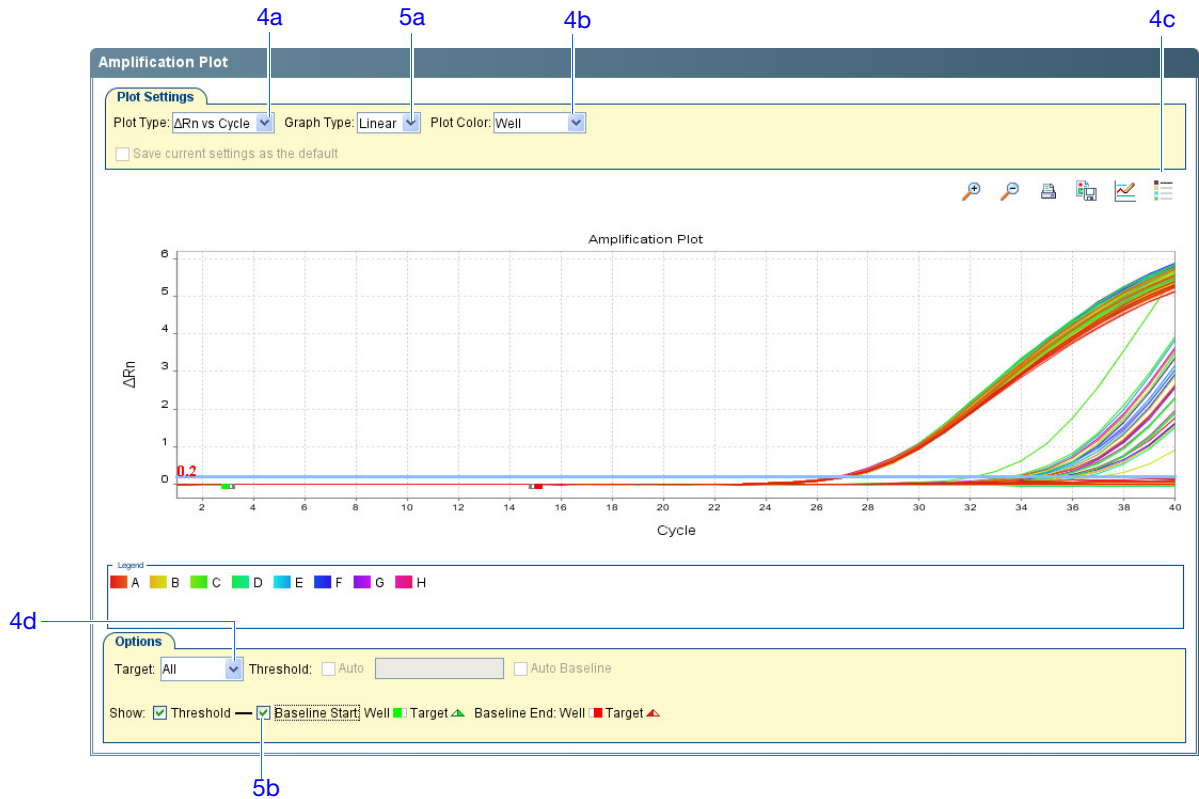 4a 5a 4b 4c
Amplification Plot
Plot Settings
Plot Type: ΔRn vs Cycle Graph Type: Linear Plot Color: Well
Save current settings as the default
Amplification Plot
6
5
4
3
2
1
0
0.2
ΔRn
2 4 6 8 10 12 14 16 18 20 22 24 26 28 30 32 34 36 38 40
Cycle
Legend
A B C D E F G H
4d
Options
Target: All Threshold: Auto Auto Baseline
Show: Threshold Baseline Start: Well Target Baseline End: Well Target
5b